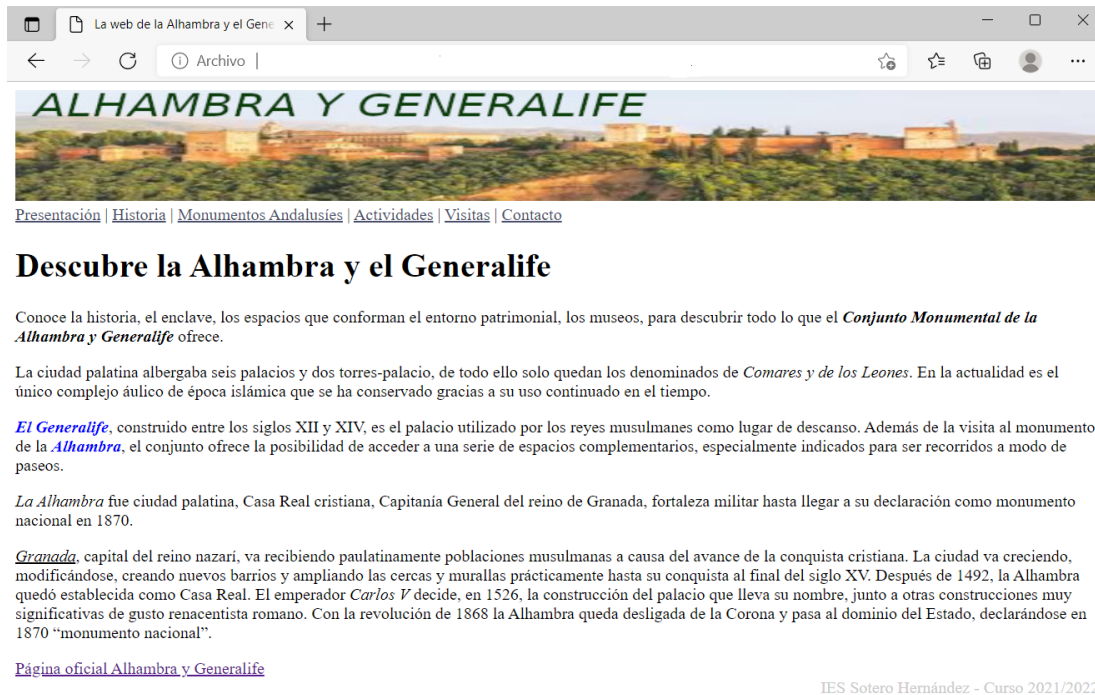 La web de la Alhambra y el Gene
Archivo
ALHAMBRA Y GENERALIFE
Presentación | Historia | Monumentos Andalusíes | Actividades | Visitas | Contacto
Descubre la Alhambra y el Generalife
Conoce la historia, el enclave, los espacios que conforman el entorno patrimonial, los museos, para descubrir todo lo que el Conjunto Monumental de la
Alhambra y Generalife ofrece.
La ciudad palatina albergaba seis palacios y dos torres-palacio, de todo ello solo quedan los denominados de Comares y de los Leones. En la actualidad es el
único complejo áulico de época islámica que se ha conservado gracias a su uso continuado en el tiempo.
El Generalife, construido entre los siglos XII y XIV, es el palacio utilizado por los reyes musulmanes como lugar de descanso. Además de la visita al monumento
de la Alhambra, el conjunto ofrece la posibilidad de acceder a una serie de espacios complementarios, especialmente indicados para ser recorridos a modo de
paseos.
La Alhambra fue ciudad palatina, Casa Real cristiana, Capitanía General del reino de Granada, fortaleza militar hasta llegar a su declaración como monumento
nacional en 1870.
Granada, capital del reino nazarí, va recibiendo paulatinamente poblaciones musulmanas a causa del avance de la conquista cristiana. La ciudad va creciendo,
modificándose, creando nuevos barrios y ampliando las cercas y murallas prácticamente hasta su conquista al final del siglo XV. Después de 1492, la Alhambra
quedó establecida como Casa Real. El emperador Carlos V decide, en 1526, la construcción del palacio que lleva su nombre, junto a otras construcciones muy
significativas de gusto renacentista romano. Con la revolución de 1868 la Alhambra queda desligada de la Corona y pasa al dominio del Estado, declarándose en
1870 “monumento nacional”.
Página oficial Alhambra y Generalife
IES Sotero Hernández - Curso 2021/2022